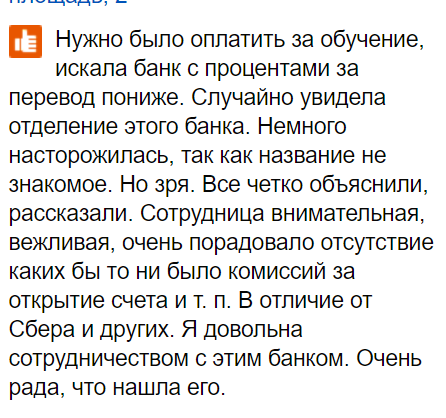 площадь, 2
Нужно было оплатить за обучение,
искала банк с процентами за
перевод пониже. Случайно увидела
отделение этого банка. Немного
насторожилась, так как название не
знакомое. Но зря. Все четко объяснили,
рассказали. Сотрудница внимательная,
вежливая, очень порадовало отсутствие
каких бы то ни было комиссий за
открытие счета и т. п. В отличие от
Сбера и других. Я довольна
сотрудничеством с этим банком. Очень
рада, что нашла его.